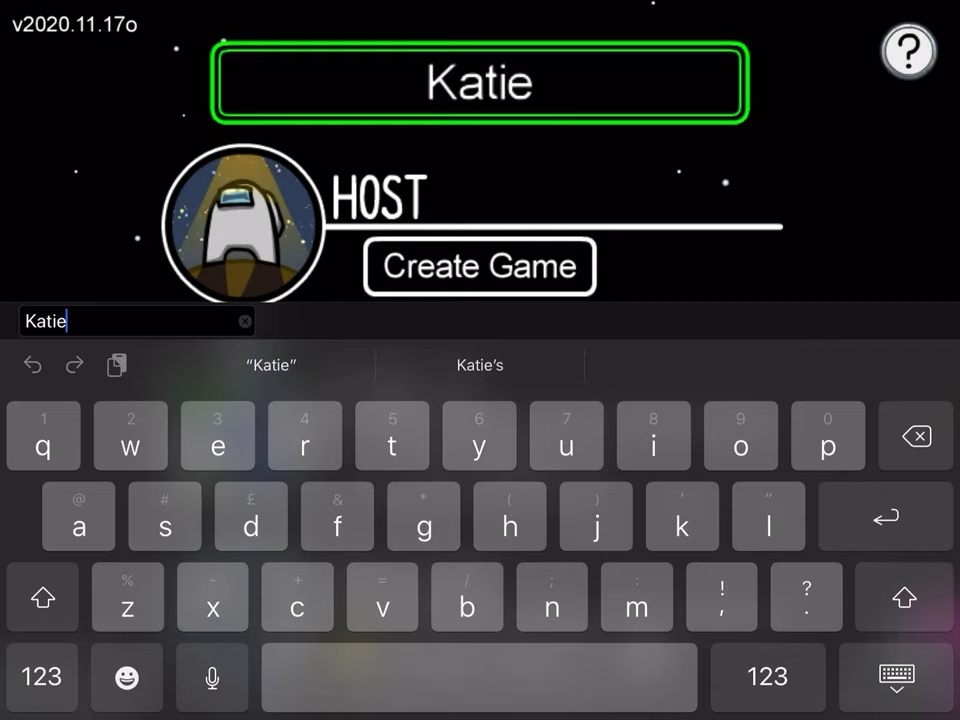 v2020.11.17o
Katie
?
HOST
Create Game
Katie
“Katie” Katie’s
1 2 3 4 5 6 7 8 9 0
q w e r t y u i o p
@ # £ & * ( ) ' "
a s d f g h j k l
% - + = / ; : ! ?
z x c v b n m , .
123 123